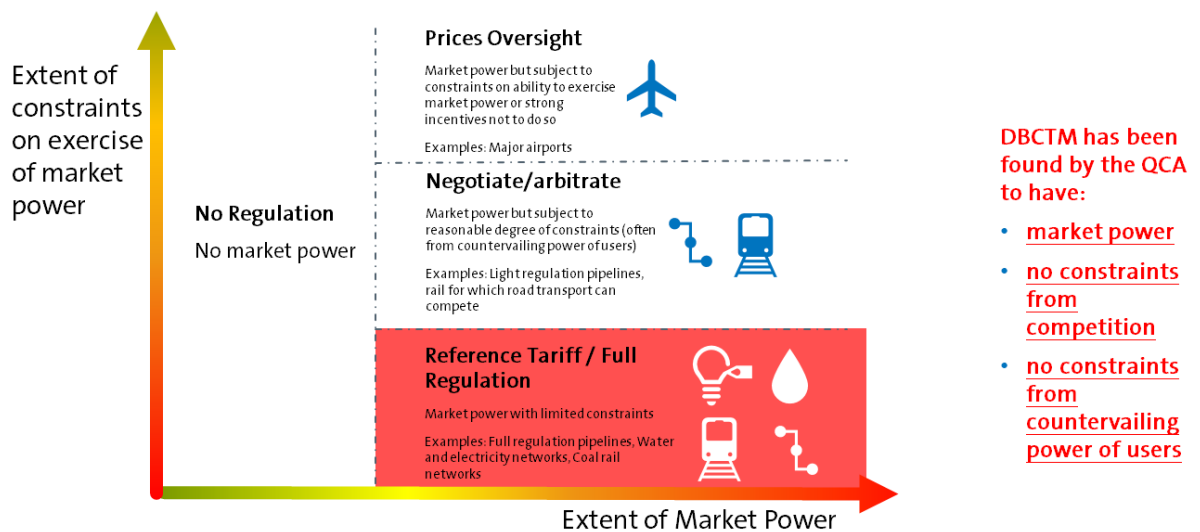 Extent of
constraints
on exercise
of market
power
No Regulation
No market power
Prices Oversight
Market power but subject to
constraints on ability to exercise
market power or strong
incentives not to do so
Examples: Major airports
Negotiate/arbitrate
Market power but subject to
reasonable degree of constraints (often
from countervailing power of users)
Examples: Light regulation pipelines,
rail for which road transport can
compete
Reference Tariff / Full
Regulation
Market power with limited constraints
Examples: Full regulation pipelines, Water
and electricity networks, Coal rail
networks
Extent of Market Power
DBCTM has been
found by the QCA
to have:
• market power
• no constraints
from
competition
• no constraints
from
countervailing
power of users